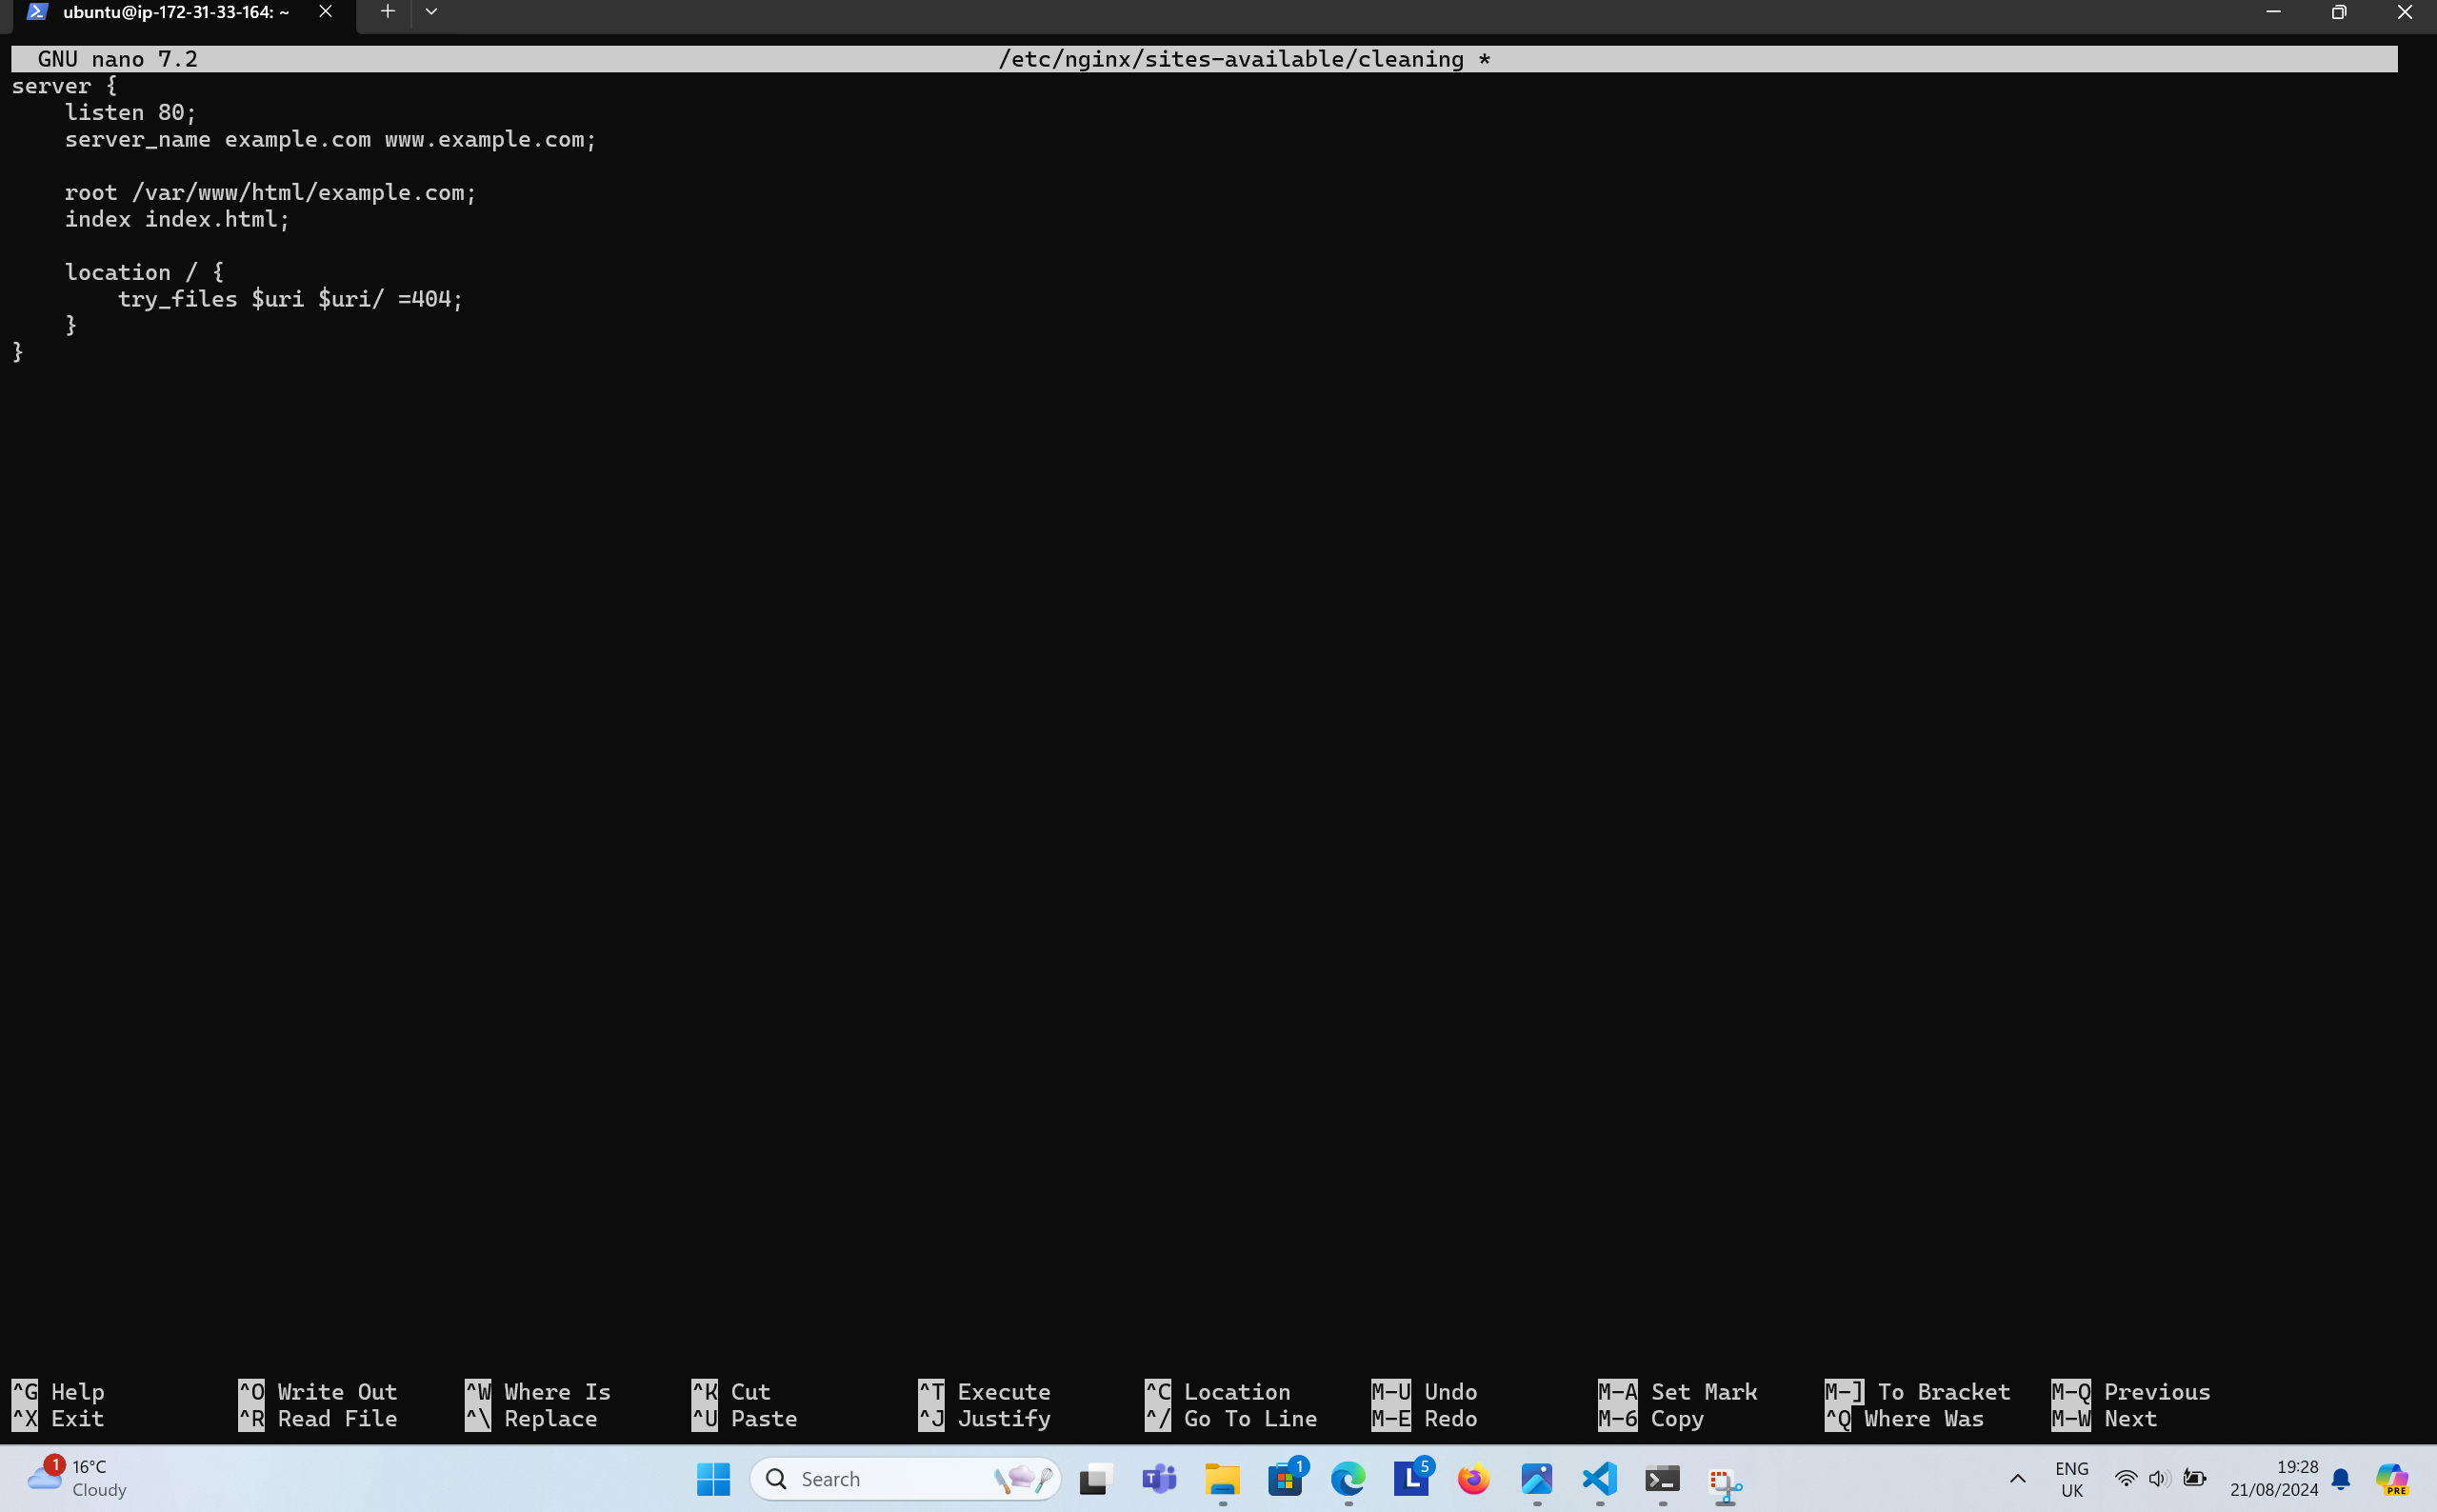 ubuntu@ip-172-31-33-164: ~
GNU nano 7.2 /etc/nginx/sites-available/cleaning *
server {
    listen 80;
    server_name example.com www.example.com;

    root /var/www/html/example.com;
    index index.html;

    location / {
        try_files $uri $uri/ =404;
    }
}
^G Help ^O Write Out ^W Where Is ^K Cut ^T Execute ^C Location M-U Undo M-A Set Mark M-] To Bracket M-Q Previous
^X Exit ^R Read File ^\ Replace ^U Paste ^J Justify ^/ Go To Line M-E Redo M-6 Copy ^Q Where Was M-W Next
1 16°C
Cloudy
Search
T
1
L 5
ENG
UK
19:28
21/08/2024
PRE